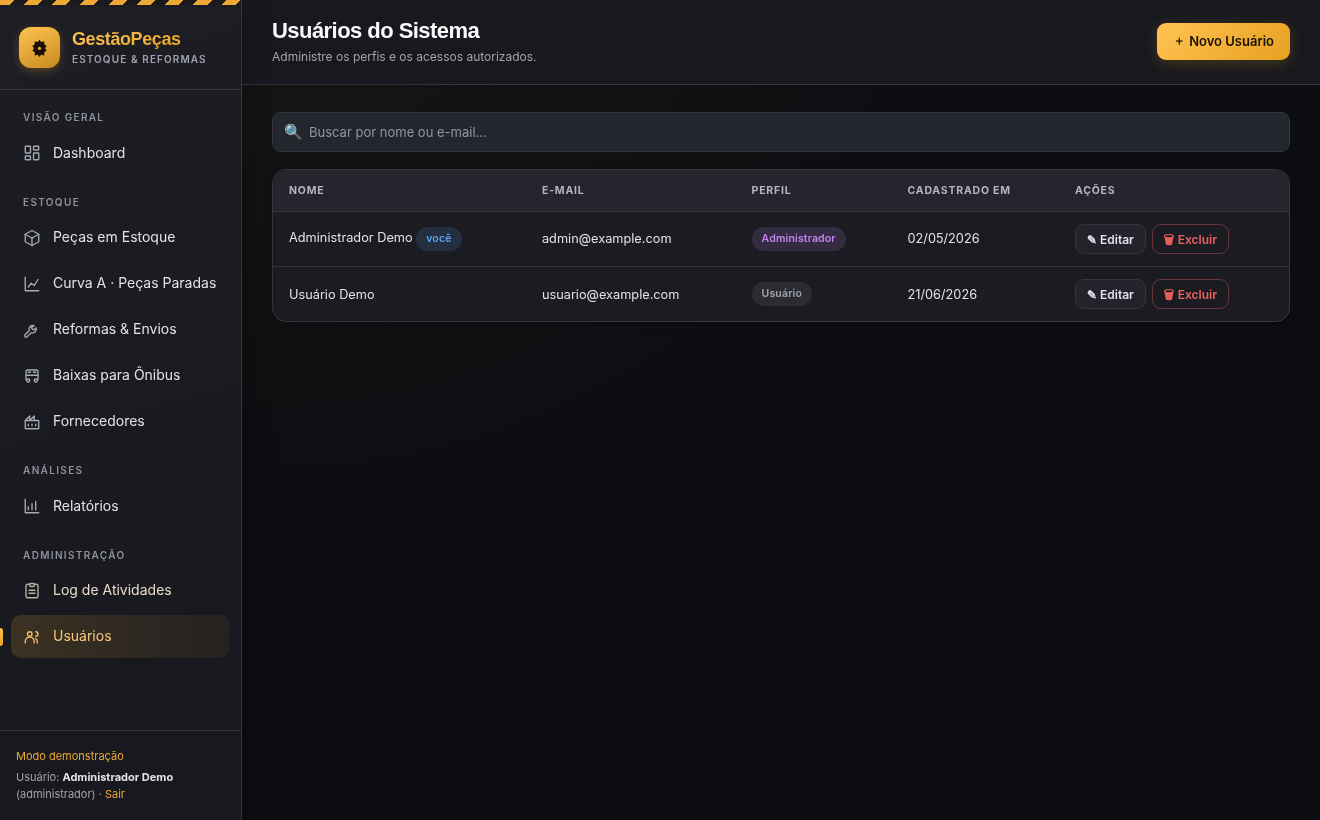 GestãoPeças
ESTOQUE & REFORMAS
VISÃO GERAL
Dashboard
ESTOQUE
Peças em Estoque
Curva A · Peças Paradas
Reformas & Envios
Baixas para Ônibus
Fornecedores
ANÁLISES
Relatórios
ADMINISTRAÇÃO
Log de Atividades
Usuários
Modo demonstração
Usuário: Administrador Demo
(administrador) · Sair
Usuários do Sistema
Administre os perfis e os acessos autorizados.
+ Novo Usuário
Buscar por nome ou e-mail...
NOME E-MAIL PERFIL CADASTRADO EM AÇÕES
Administrador Demo você admin@example.com Administrador 02/05/2026 Editar Excluir
Usuário Demo usuario@example.com Usuário 21/06/2026 Editar Excluir